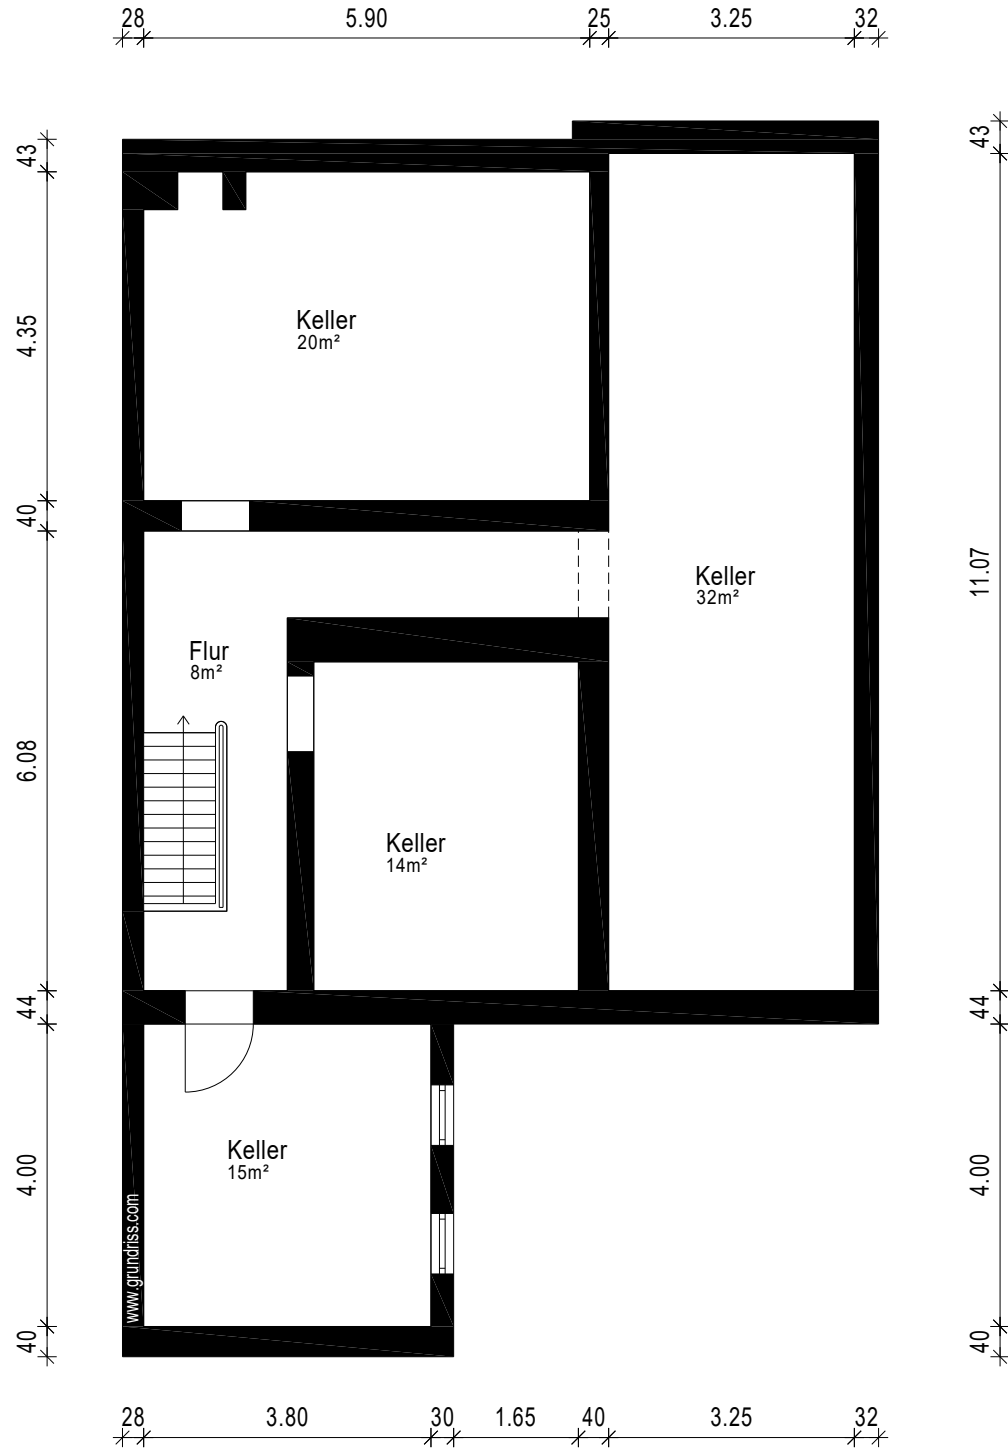 28 5.90 25 3.25 32
43
43
4.35
Keller
20m²
40
11.07
Keller
32m²
Flur
8m²
6.08
Keller
14m²
44
44
4.00
Keller
15m²
4.00
www.grundriss.com
40
40
28 3.80 30 1.65 40 3.25 32